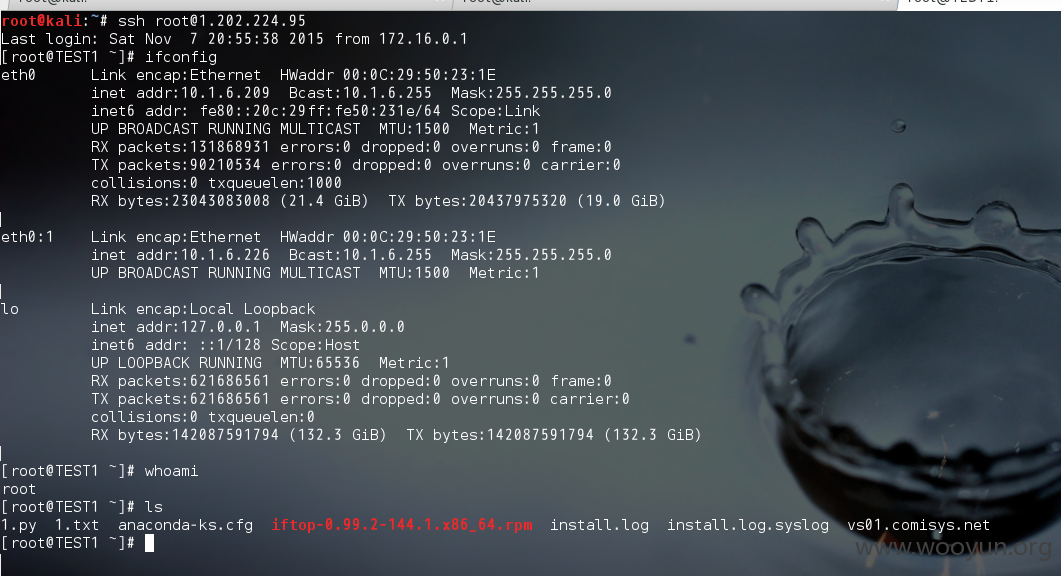 root@kali:~# ssh root@1.202.224.95
Last login: Sat Nov  7 20:55:38 2015 from 172.16.0.1
[root@TEST1 ~]# ifconfig
eth0      Link encap:Ethernet  HWaddr 00:0C:29:50:23:1E
          inet addr:10.1.6.209  Bcast:10.1.6.255  Mask:255.255.255.0
          inet6 addr: fe80::20c:29ff:fe50:231e/64 Scope:Link
          UP BROADCAST RUNNING MULTICAST  MTU:1500  Metric:1
          RX packets:131868931 errors:0 dropped:0 overruns:0 frame:0
          TX packets:90210534 errors:0 dropped:0 overruns:0 carrier:0
          collisions:0 txqueuelen:1000
          RX bytes:23043083008 (21.4 GiB)  TX bytes:20437975320 (19.0 GiB)
eth0:1    Link encap:Ethernet  HWaddr 00:0C:29:50:23:1E
          inet addr:10.1.6.226  Bcast:10.1.6.255  Mask:255.255.255.0
          UP BROADCAST RUNNING MULTICAST  MTU:1500  Metric:1
lo        Link encap:Local Loopback
          inet addr:127.0.0.1  Mask:255.0.0.0
          inet6 addr: ::1/128 Scope:Host
          UP LOOPBACK RUNNING  MTU:65536  Metric:1
          RX packets:621686561 errors:0 dropped:0 overruns:0 frame:0
          TX packets:621686561 errors:0 dropped:0 overruns:0 carrier:0
          collisions:0 txqueuelen:0
          RX bytes:142087591794 (132.3 GiB)  TX bytes:142087591794 (132.3 GiB)
[root@TEST1 ~]# whoami
root
[root@TEST1 ~]# ls
1.py  1.txt  anaconda-ks.cfg  iftop-0.99.2-144.1.x86_64.rpm  install.log  install.log.syslog  vs01.comisys.net
[root@TEST1 ~]#
www.wooyun.org